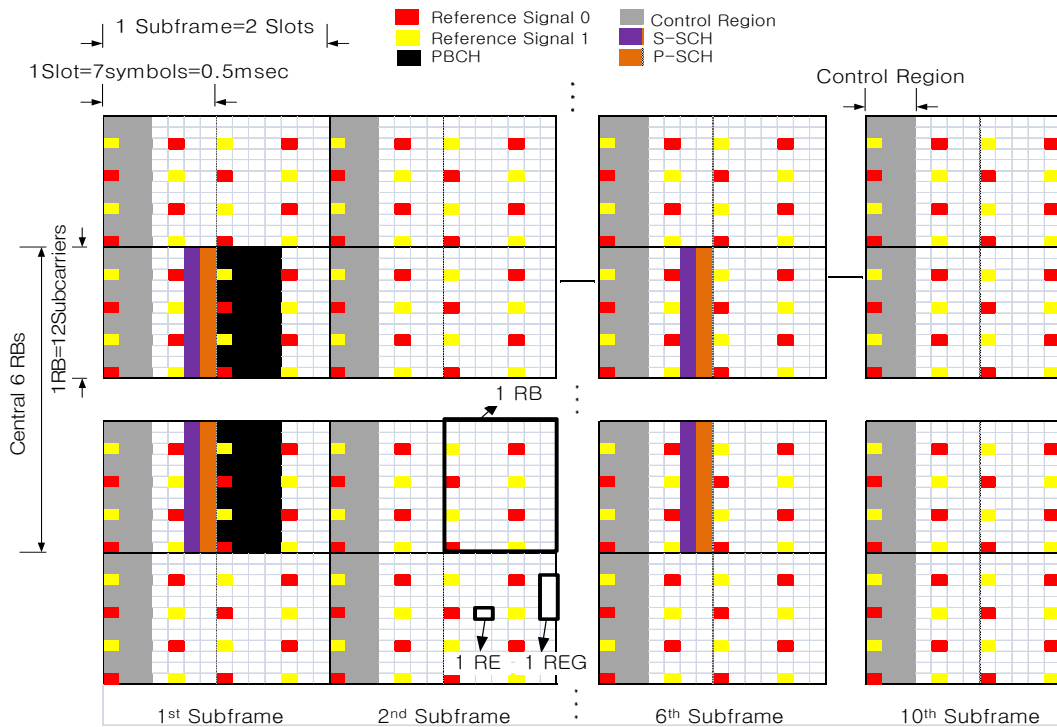 1 Subframe=2 Slots
Reference Signal 0
Reference Signal 1
PBCH
Control Region
S-SCH
P-SCH
1Slot=7symbols=0.5msec
Control Region
Central 6 RBs
1RB=12Subcarriers
1 RB
1 RE
1 REG
1st Subframe
2nd Subframe
6th Subframe
10th Subframe